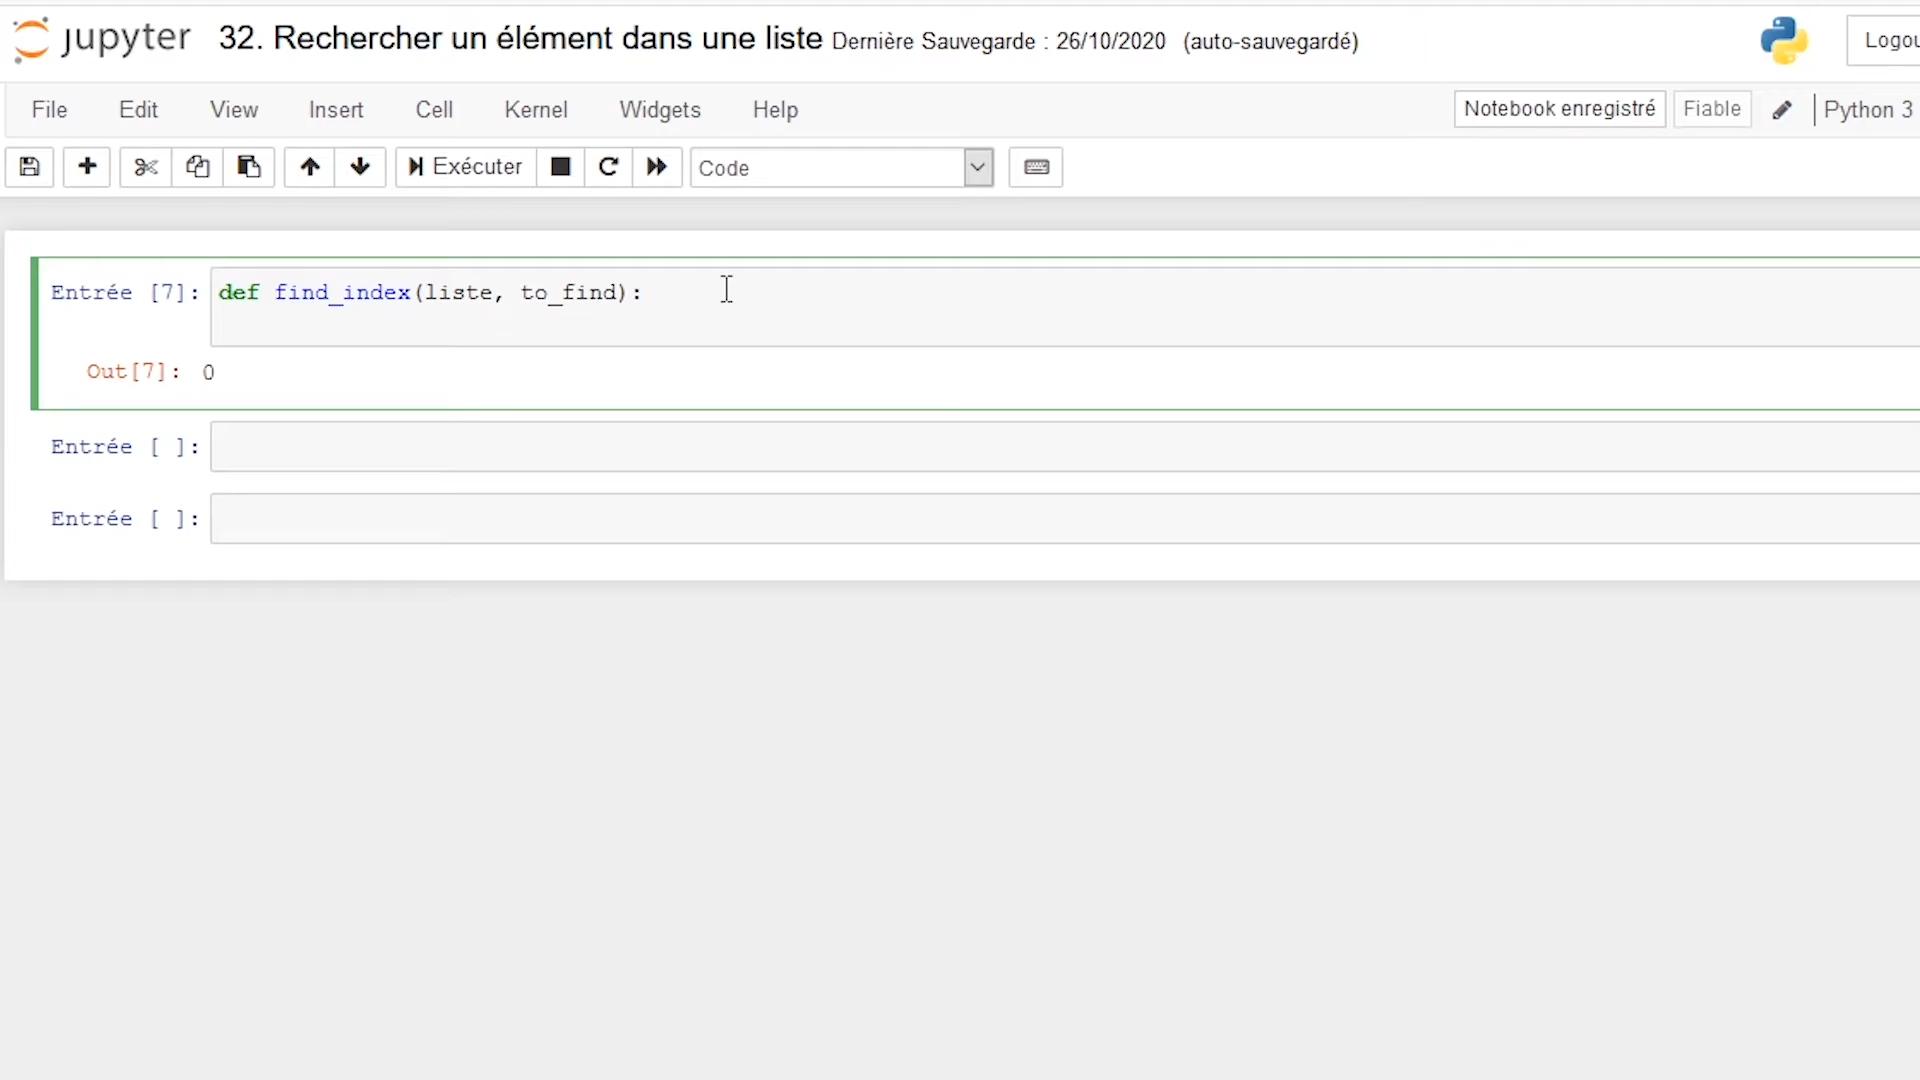 jupyter 32. Rechercher un élément dans une liste Dernière Sauvegarde : 26/10/2020 (auto-sauvegardé)
Logou
File Edit View Insert Cell Kernel Widgets Help
Notebook enregistré Fiable Python 3
Exécuter Code
Entrée [7]: def find_index(liste, to_find):
Out[7]: 0
Entrée [ ]:
Entrée [ ]: